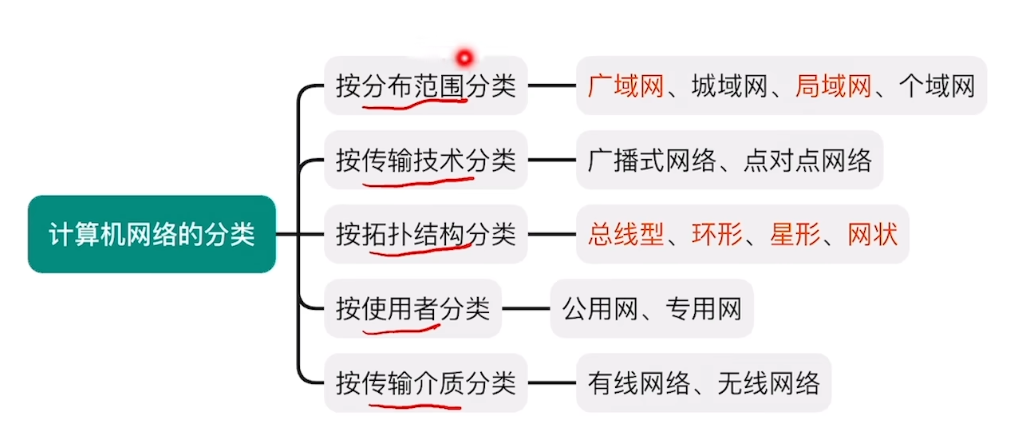 计算机网络的分类
按分布范围分类
广域网、城域网、局域网、个域网
按传输技术分类
广播式网络、点对点网络
按拓扑结构分类
总线型、环形、星形、网状
按使用者分类
公用网、专用网
按传输介质分类
有线网络、无线网络